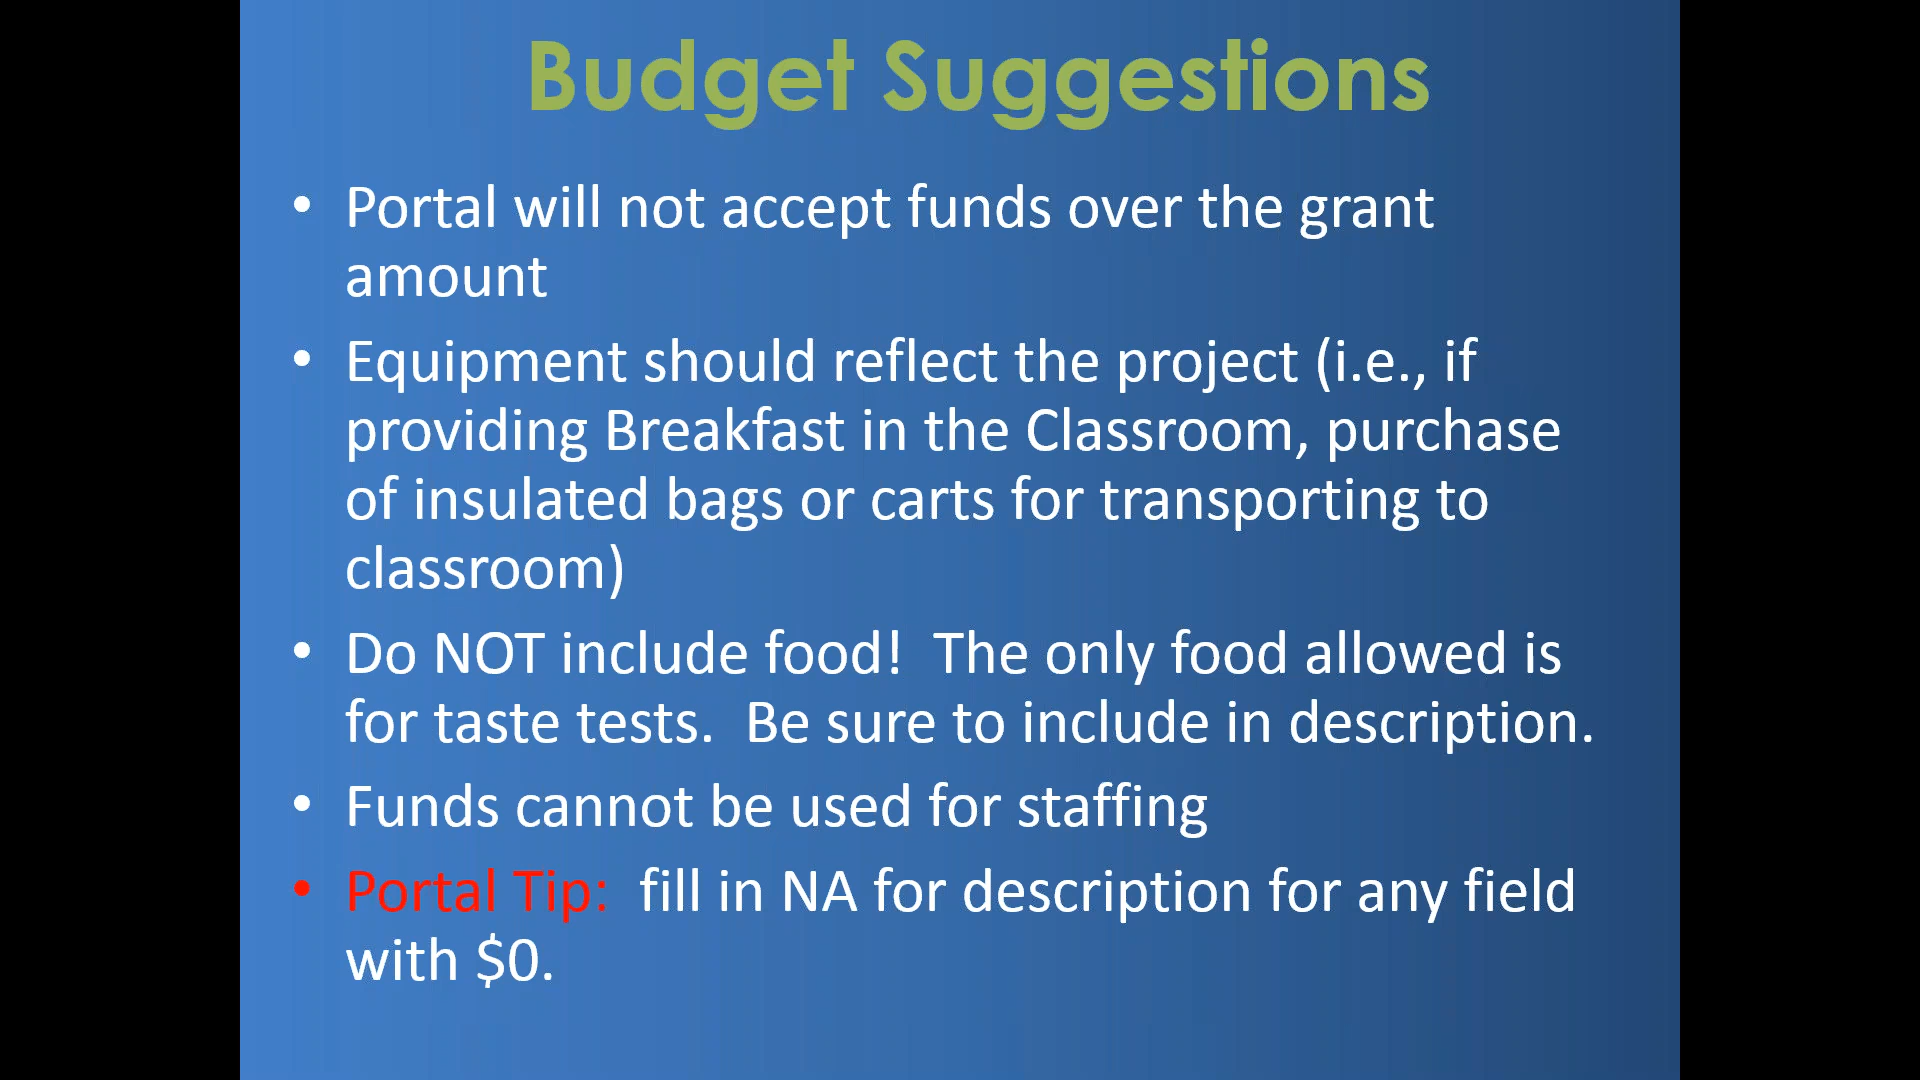 Budget Suggestions
• Portal will not accept funds over the grant
amount
• Equipment should reflect the project (i.e., if
providing Breakfast in the Classroom, purchase
of insulated bags or carts for transporting to
classroom)
• Do NOT include food!  The only food allowed is
for taste tests.  Be sure to include in description.
• Funds cannot be used for staffing
• Portal Tip:  fill in NA for description for any field
with $0.